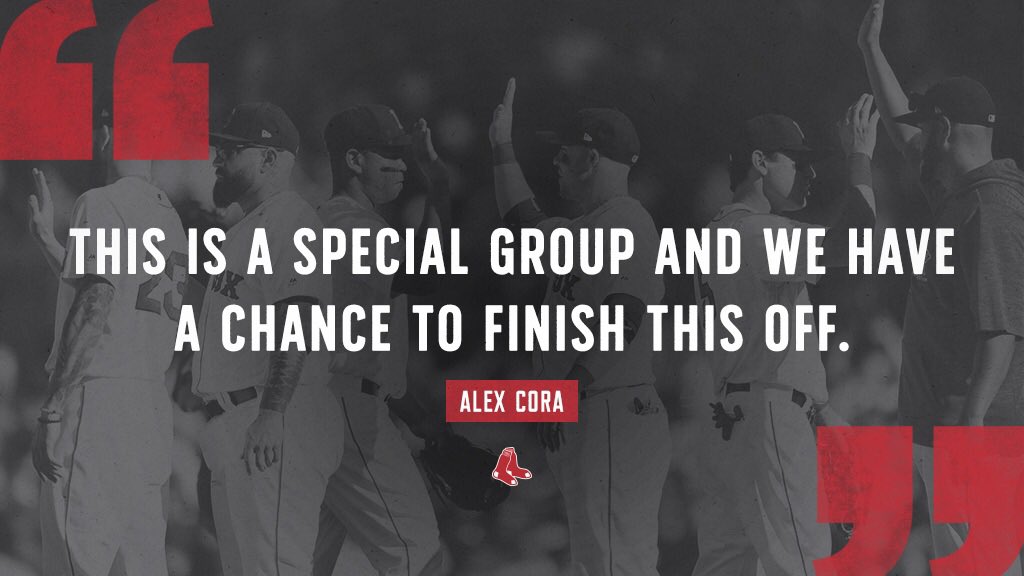 THIS IS A SPECIAL GROUP AND WE HAVE
A CHANCE TO FINISH THIS OFF.
ALEX CORA